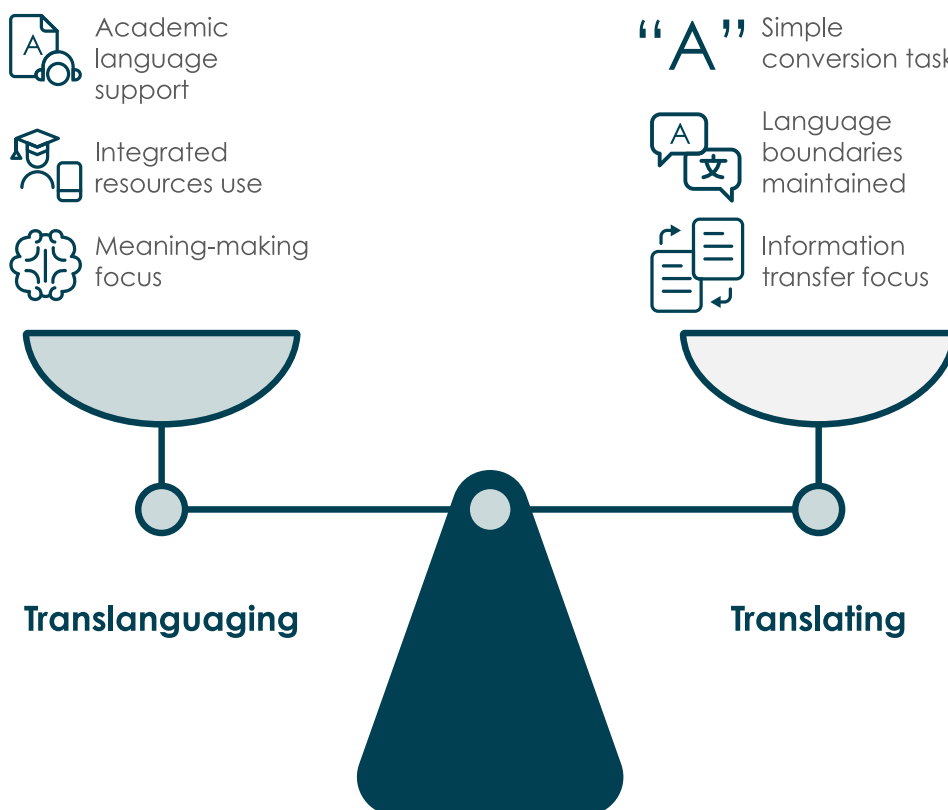 Academic
language
support
Integrated
resources use
Meaning-making
focus
“A”
Simple
conversion task
A
Language
boundaries
maintained
文
Information
transfer focus
A
Translanguaging
Translating